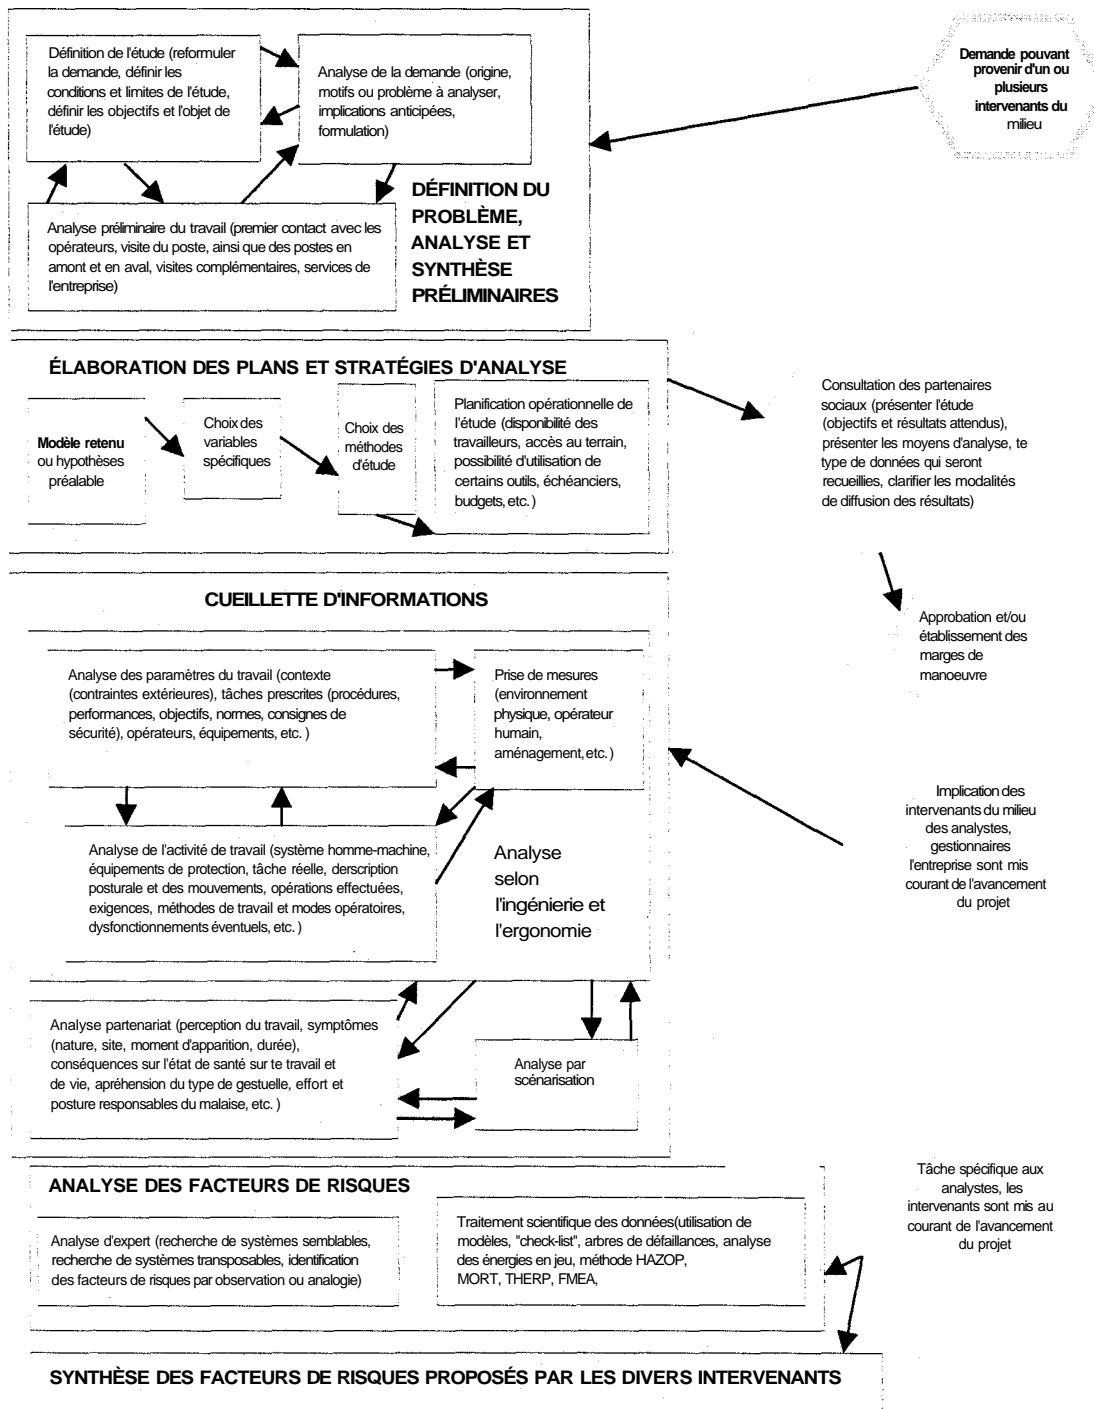 Définition de l'étude (reformuler
la demande, définir les
conditions et limites de l'étude,
définir les objectifs et l'objet de
l'étude)
Analyse de la demande (origine,
motifs ou problème à analyser,
implications anticipées,
formulation)
Demande pouvant
provenir d'un ou
plusieurs
intervenants du
milieu
Analyse préliminaire du travail (premier contact avec les
opérateurs, visite du poste, ainsi que des postes en
amont et en aval, visites complémentaires, services de
l'entreprise)
DÉFINITION DU
PROBLÈME,
ANALYSE ET
SYNTHÈSE
PRÉLIMINAIRES
ÉLABORATION DES PLANS ET STRATÉGIES D'ANALYSE
Modèle retenu
ou hypothèses
préalable
Choix des
variables
spécifiques
Choix des
méthodes
d'étude
Planification opérationnelle de
l'étude (disponibilité des
travailleurs, accès au terrain,
possibilité d'utilisation de
certains outils, échéanciers,
budgets, etc. )
Consultation des partenaires
sociaux (présenter l'étude
(objectifs et résultats attendus),
présenter les moyens d'analyse, te
type de données qui seront
recueillies, clarifier les modalités
de diffusion des résultats)
Approbation et/ou
établissement des
marges de
manoeuvre
CUEILLETTE D'INFORMATIONS
Analyse des paramètres du travail (contexte
(contraintes extérieures), tâches prescrites (procédures,
performances, objectifs, normes, consignes de
sécurité), opérateurs, équipements, etc. )
Prise de mesures
(environnement
physique, opérateur
humain,
aménagement, etc. )
Implication des
intervenants du milieu
des analystes,
gestionnaires
l'entreprise sont mis
courant de l'avancement
du projet
Analyse de l'activité de travail (système homme-machine,
équipements de protection, tâche réelle, derscription
posturale et des mouvements, opérations effectuées,
exigences, méthodes de travail et modes opératoires,
dysfonctionnements éventuels, etc. )
Analyse
selon
l'ingénierie et
l'ergonomie
Analyse partenariat (perception du travail, symptômes
(nature, site, moment d'apparition, durée),
conséquences sur l'état de santé sur te travail et
de vie, apréhension du type de gestuelle, effort et
posture responsables du malaise, etc. )
Analyse par
scénarisation
ANALYSE DES FACTEURS DE RISQUES
Analyse d'expert (recherche de systèmes semblables,
recherche de systèmes transposables, identification
des facteurs de risques par observation ou analogie)
Traitement scientifique des données(utilisation de
modèles, "check-list", arbres de défaillances, analyse
des énergies en jeu, méthode HAZOP,
MORT, THERP, FMEA,
Tâche spécifique aux
analystes, les
intervenants sont mis au
courant de l'avancement
du projet
SYNTHÈSE DES FACTEURS DE RISQUES PROPOSÉS PAR LES DIVERS INTERVENANTS